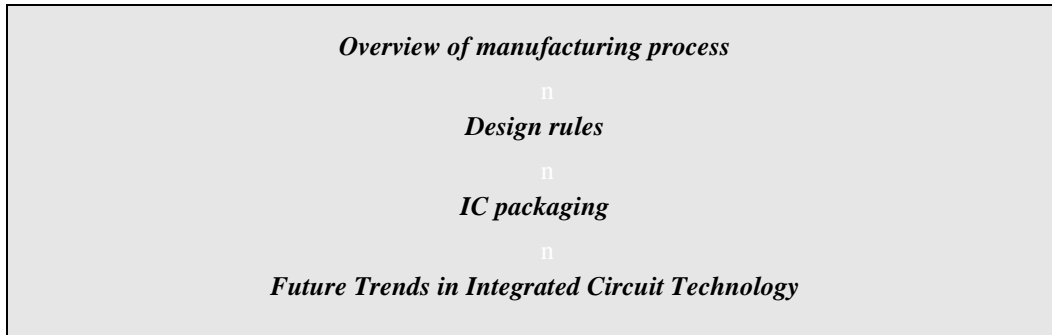 Overview of manufacturing process
n
Design rules
n
IC packaging
n
Future Trends in Integrated Circuit Technology